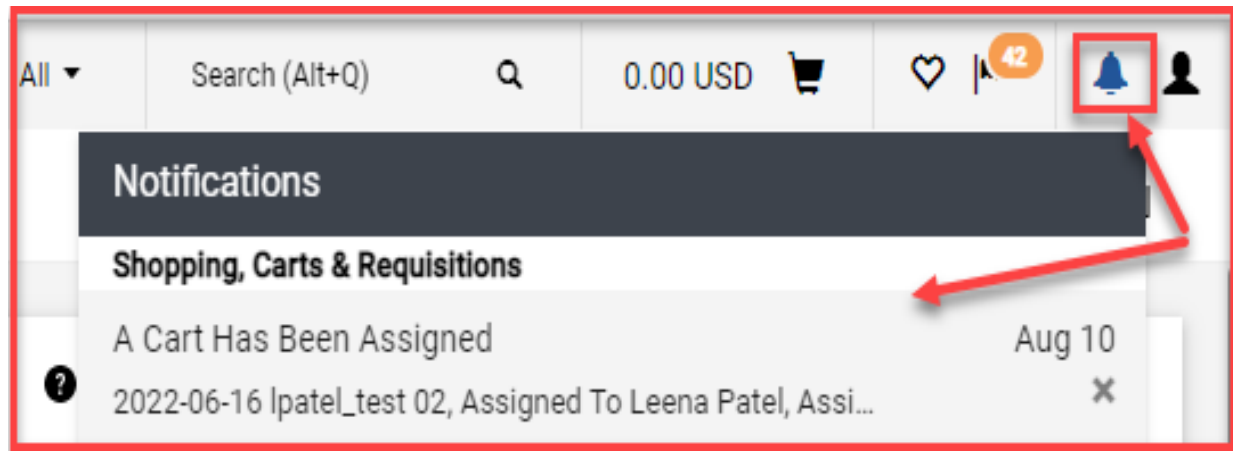 All
Search (Alt+Q)
0.00 USD
42
Notifications
Shopping, Carts & Requisitions
A Cart Has Been Assigned
Aug 10
2022-06-16 lpatel_test 02, Assigned To Leena Patel, Assi...